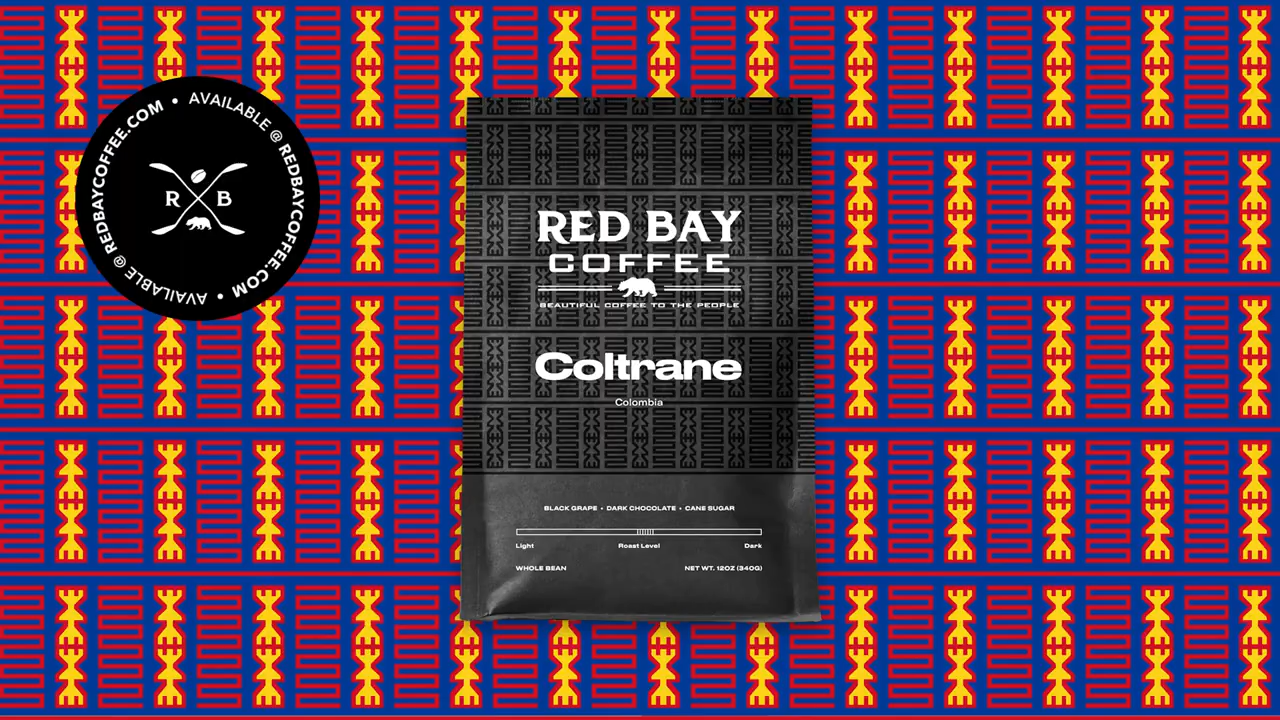 AVAILABLE @ REDBAYCOFFEE.COM • AVAILABLE @ REDBAYCOFFEE.COM •
R B
RED BAY
COFFEE
BEAUTIFUL COFFEE TO THE PEOPLE
Coltrane
Colombia
BLACK GRAPE • DARK CHOCOLATE • CANE SUGAR
Light Roast Level Dark
WHOLE BEAN NET WT. 12OZ (340G)